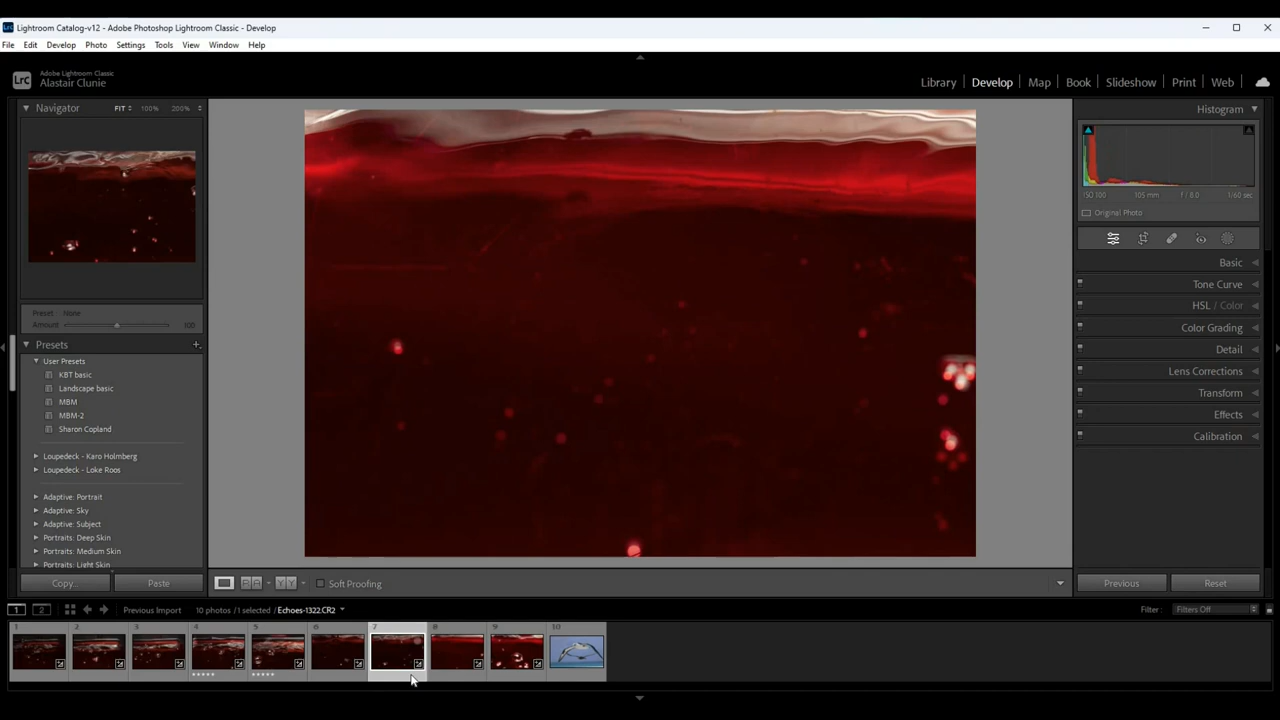 Lightroom Catalog-v12 - Adobe Photoshop Lightroom Classic - Develop
File Edit Develop Photo Settings Tools View Window Help
LrC
Adobe Lightroom Classic
Alastair Clunie
Library Develop Map Book Slideshow Print Web
Navigator FIT 100% 200%
Histogram
ISO 100 105 mm f / 8.0 1/60 sec
Original Photo
Basic
Tone Curve
HSL / Color
Color Grading
Detail
Lens Corrections
Transform
Effects
Calibration
Preset: None
Amount 100
Presets
User Presets
KBT basic
Landscape basic
MBM
MBM-2
Sharon Copland
Loupedeck - Karo Holmberg
Loupedeck - Loke Roos
Adaptive: Portrait
Adaptive: Sky
Adaptive: Subject
Portraits: Deep Skin
Portraits: Medium Skin
Portraits: Light Skin
Copy... Paste
Soft Proofing
Previous Reset
1 2 Previous Import 10 photos / 1 selected / Echoes-1322.CR2
Filter : Filters Off
1 2 3 4 5 6 7 8 9 10